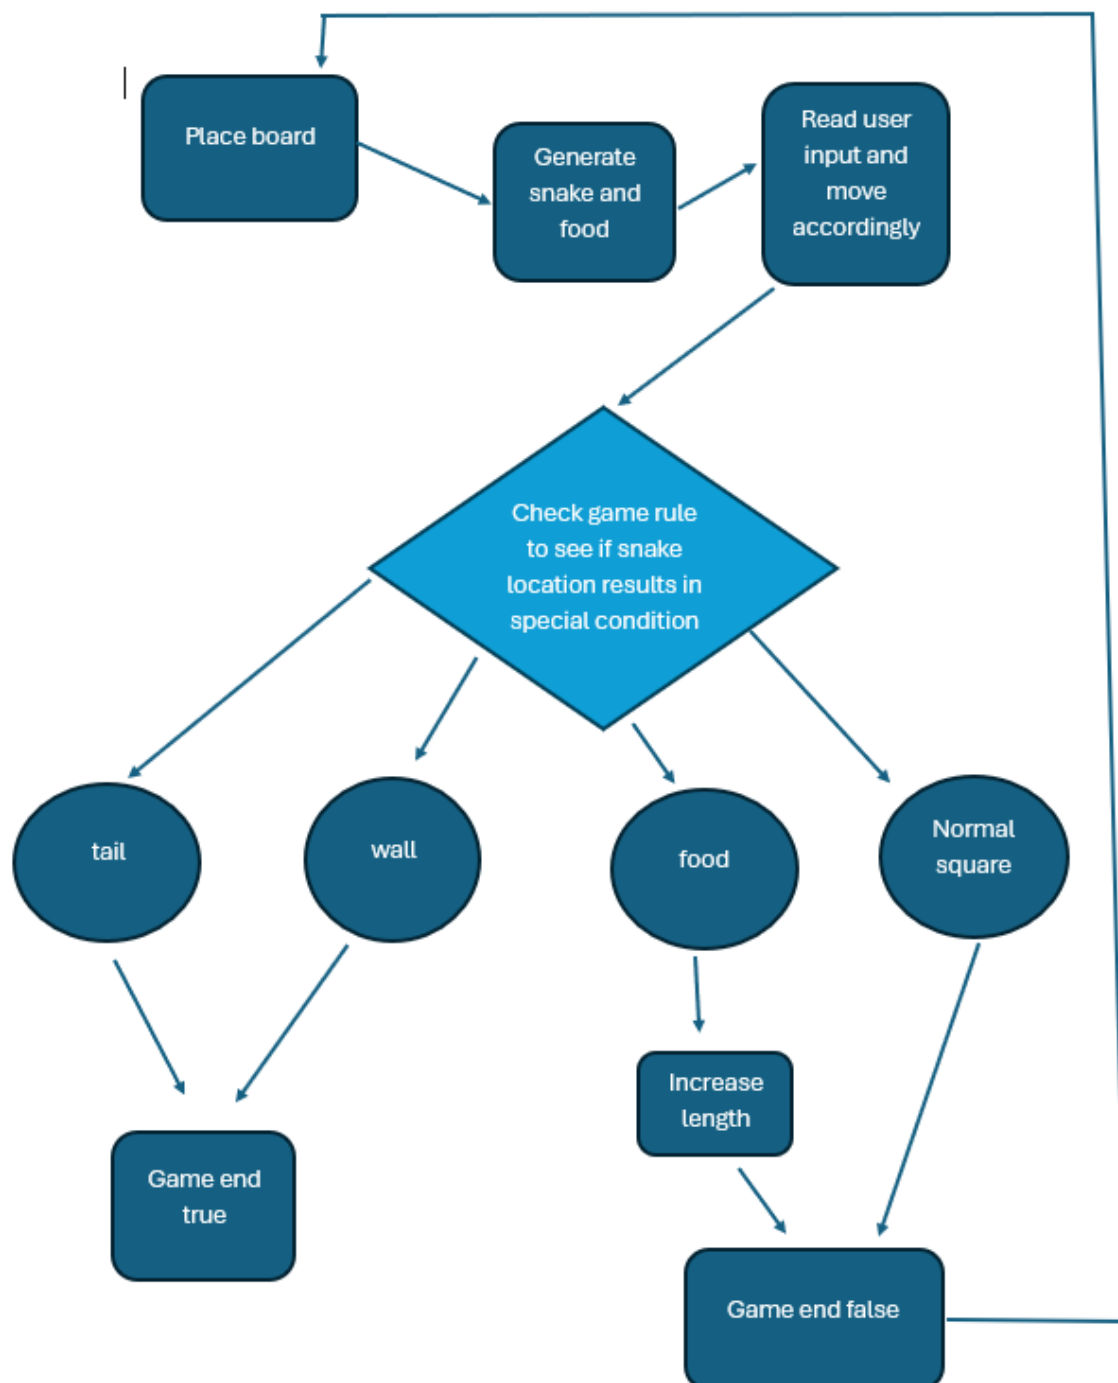 Place board
Generate
snake and
food
Read user
input and
move
accordingly
Check game rule
to see if snake
location results in
special condition
tail
wall
food
Normal
square
Increase
length
Game end
true
Game end false